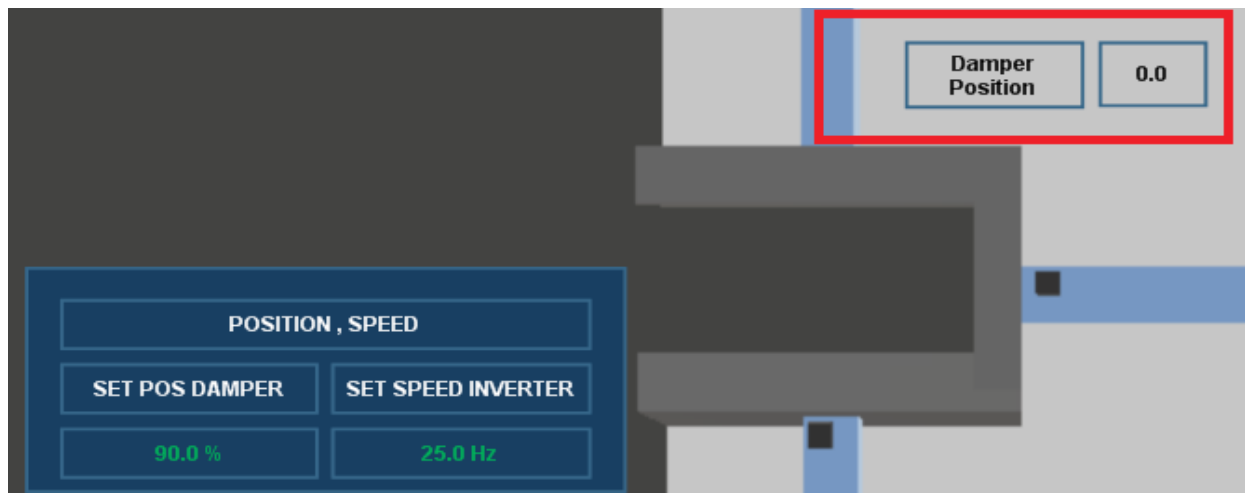 Damper
Position
0.0
POSITION , SPEED
SET POS DAMPER
SET SPEED INVERTER
90.0 %
25.0 Hz